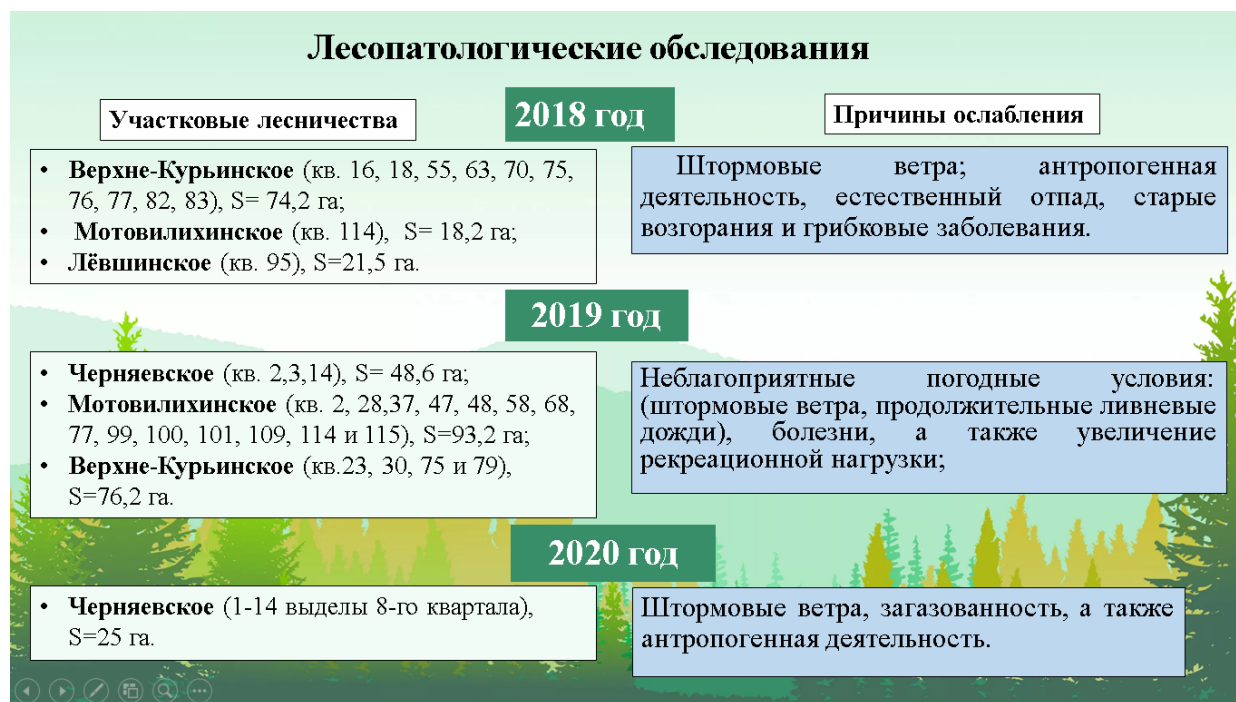 Лесопатологические обследования
2018 год
Участковые лесничества
Причины ослабления
• Верхне-Курьинское (кв. 16, 18, 55, 63, 70, 75,
76, 77, 82, 83), S= 74,2 га;
• Мотовилихинское (кв. 114), S= 18,2 га;
• Лёвшинское (кв. 95), S=21,5 га.
Штормовые ветра; антропогенная
деятельность, естественный отпад, старые
возгорания и грибковые заболевания.
2019 год
• Черняевское (кв. 2,3,14), S= 48,6 га;
• Мотовилихинское (кв. 2, 28,37, 47, 48, 58, 68,
77, 99, 100, 101, 109, 114 и 115), S=93,2 га;
• Верхне-Курьинское (кв.23, 30, 75 и 79),
S=76,2 га.
Неблагоприятные погодные условия:
(штормовые ветра, продолжительные ливневые
дожди), болезни, а также увеличение
рекреационной нагрузки;
2020 год
• Черняевское (1-14 выделы 8-го квартала),
S=25 га.
Штормовые ветра, загазованность, а также
антропогенная деятельность.